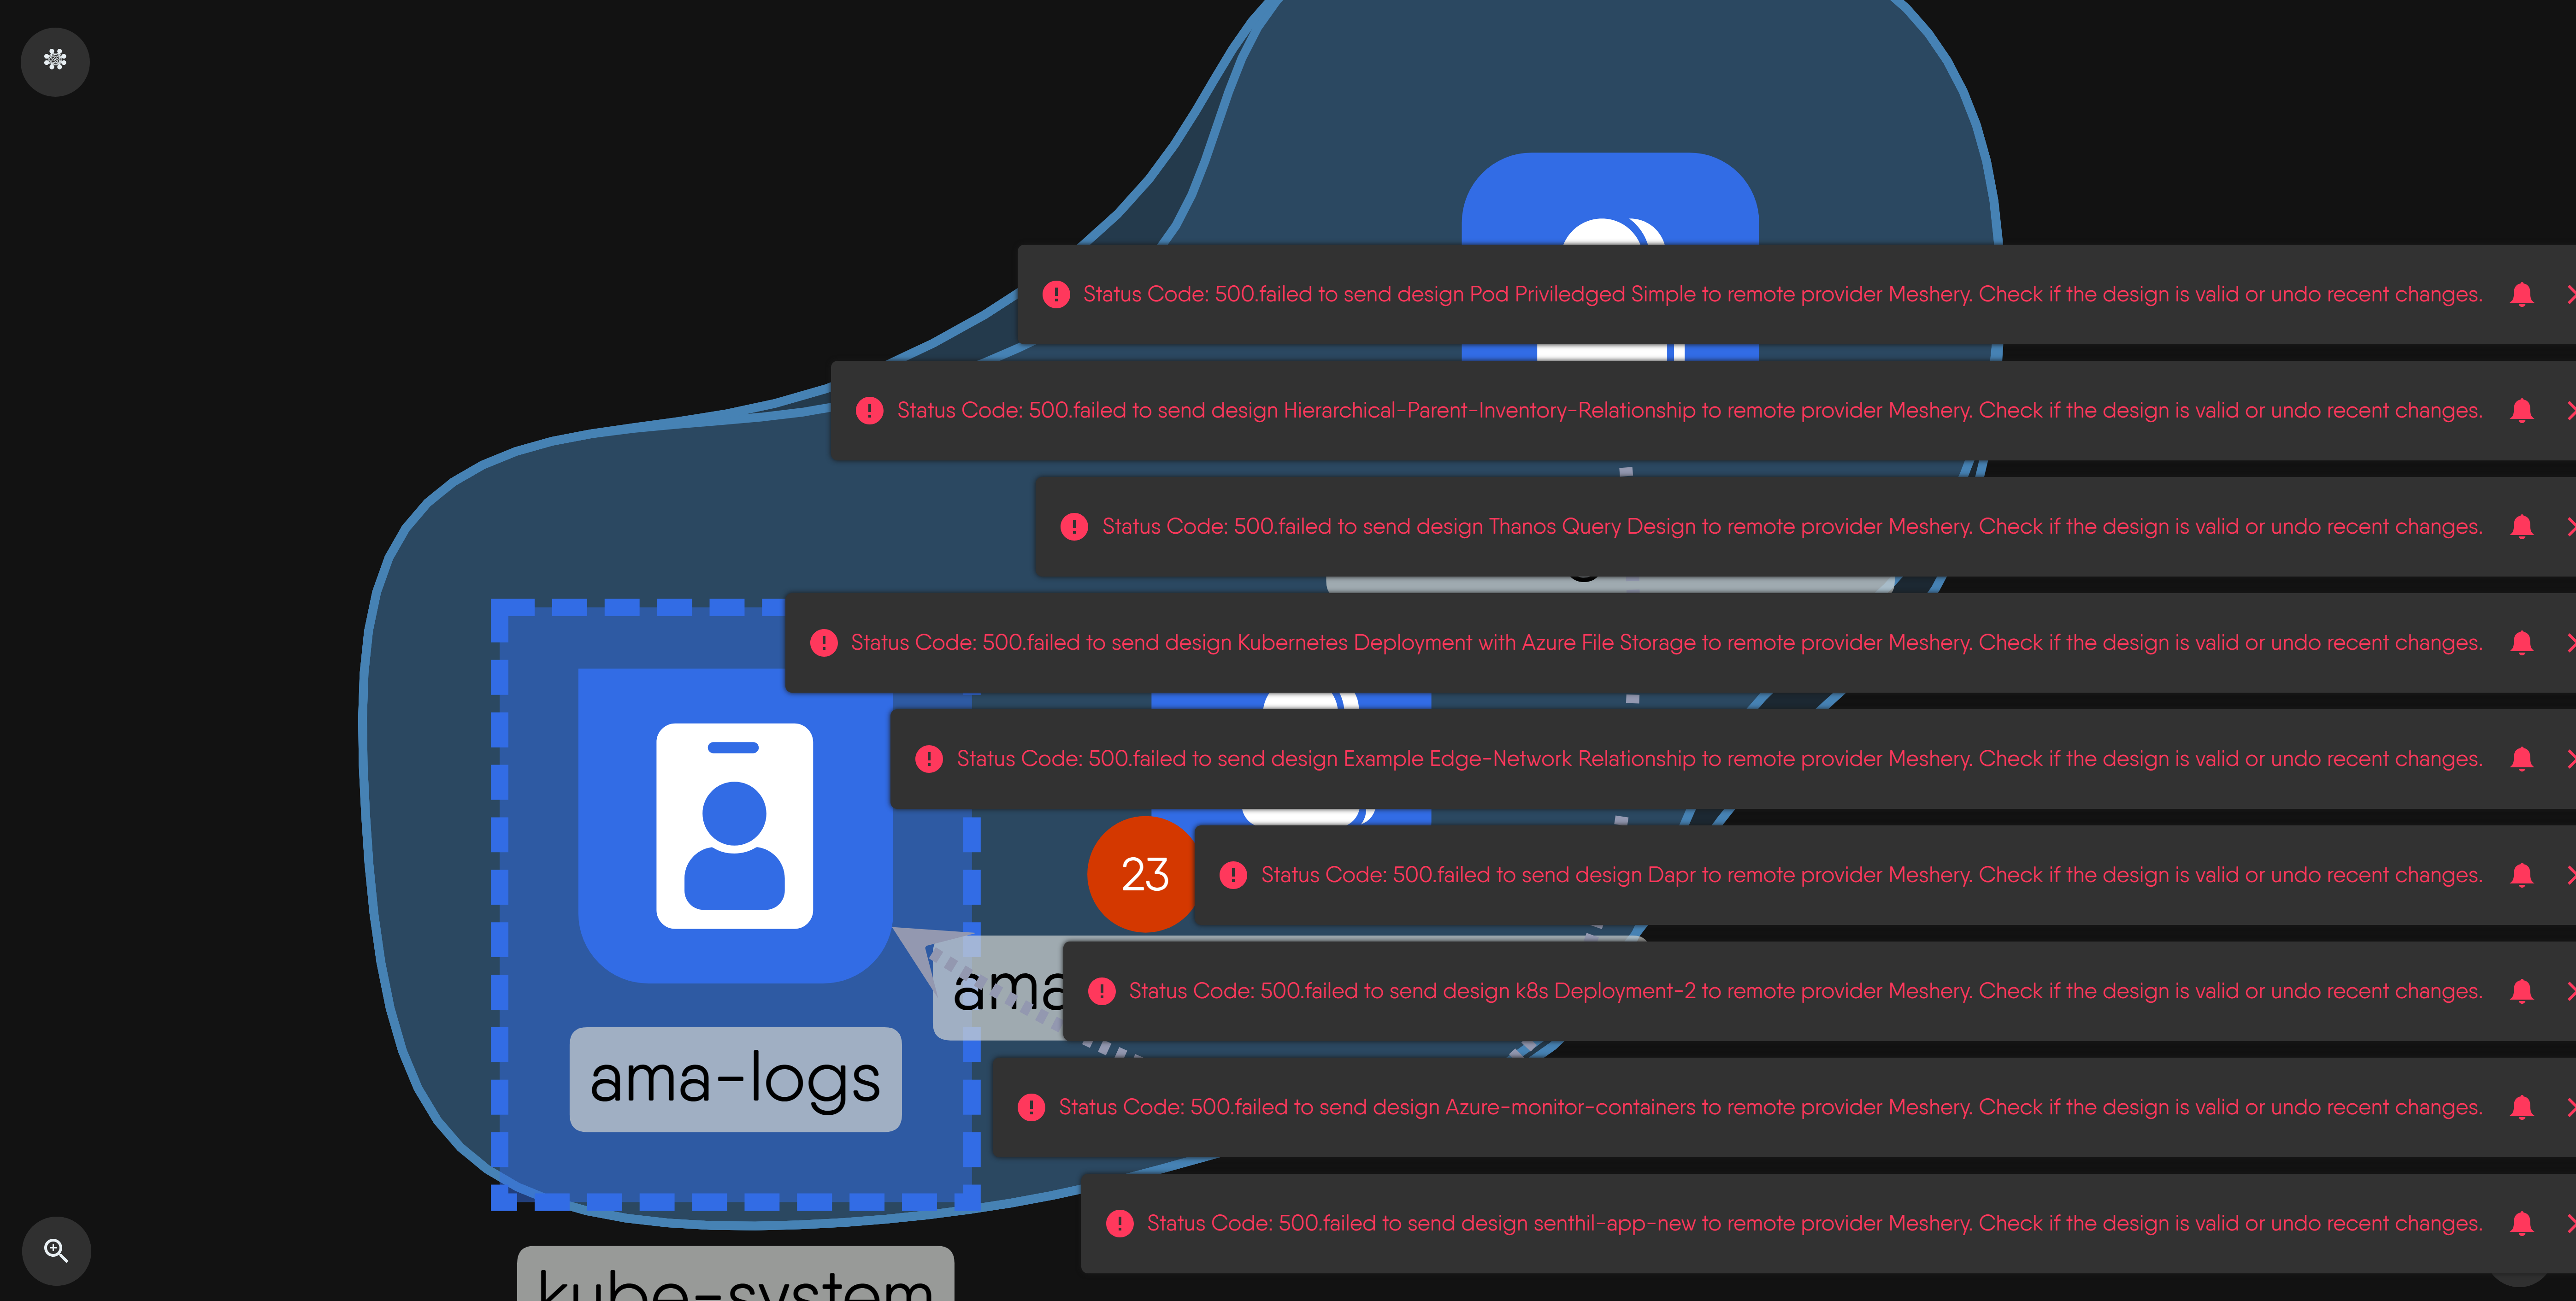 Status Code: 500.failed to send design Pod Priviledged Simple to remote provider Meshery. Check if the design is valid or undo recent changes.
Status Code: 500.failed to send design Hierarchical-Parent-Inventory-Relationship to remote provider Meshery. Check if the design is valid or undo recent changes.
Status Code: 500.failed to send design Thanos Query Design to remote provider Meshery. Check if the design is valid or undo recent changes.
Status Code: 500.failed to send design Kubernetes Deployment with Azure File Storage to remote provider Meshery. Check if the design is valid or undo recent changes.
Status Code: 500.failed to send design Example Edge-Network Relationship to remote provider Meshery. Check if the design is valid or undo recent changes.
23
Status Code: 500.failed to send design Dapr to remote provider Meshery. Check if the design is valid or undo recent changes.
ama
Status Code: 500.failed to send design k8s Deployment-2 to remote provider Meshery. Check if the design is valid or undo recent changes.
ama-logs
Status Code: 500.failed to send design Azure-monitor-containers to remote provider Meshery. Check if the design is valid or undo recent changes.
Status Code: 500.failed to send design senthil-app-new to remote provider Meshery. Check if the design is valid or undo recent changes.
kube-system